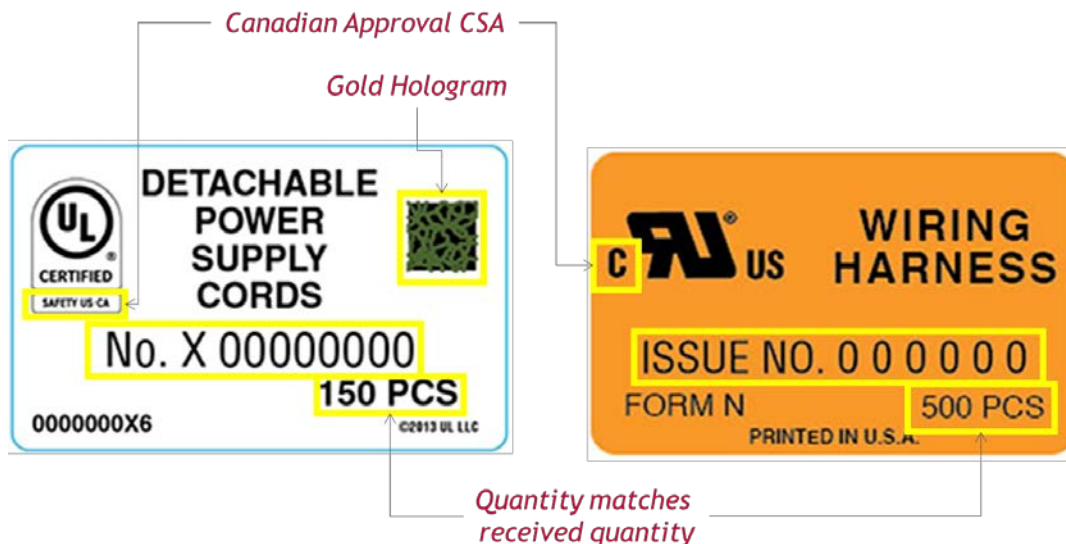 Canadian Approval CSA
Gold Hologram
UL
®
CERTIFIED
SAFETY US-CA
DETACHABLE
POWER
SUPPLY
CORDS
No. X 00000000
150 PCS
0000000X6
©2013 UL LLC
C RU® US
WIRING
HARNESS
ISSUE NO. 0 0 0 0 0 0
FORM N
500 PCS
PRINTED IN U.S.A.
Quantity matches
received quantity